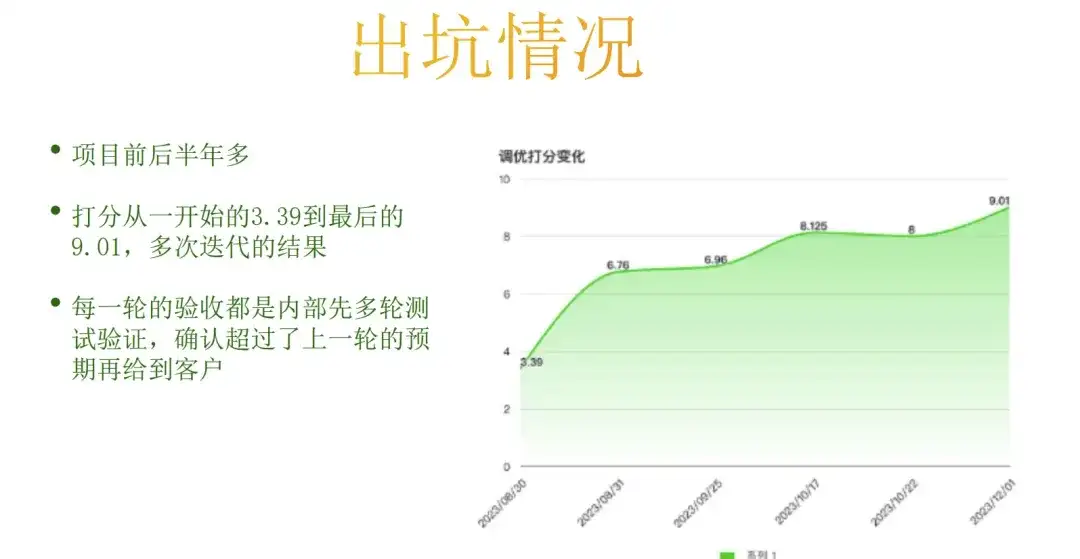 出坑情况
项目前后半年多
打分从一开始的3.39到最后的
9.01，多次迭代的结果
每一轮的验收都是内部先多轮测
试验证，确认超过了上一轮的预
期再给到客户
调优打分变化
10
8
6
4
2
0
3.39
6.76
6.96
8.125
8
9.01
2023/08/30
2023/08/31
2023/09/25
2023/10/17
2023/10/22
2023/12/01
系列 1